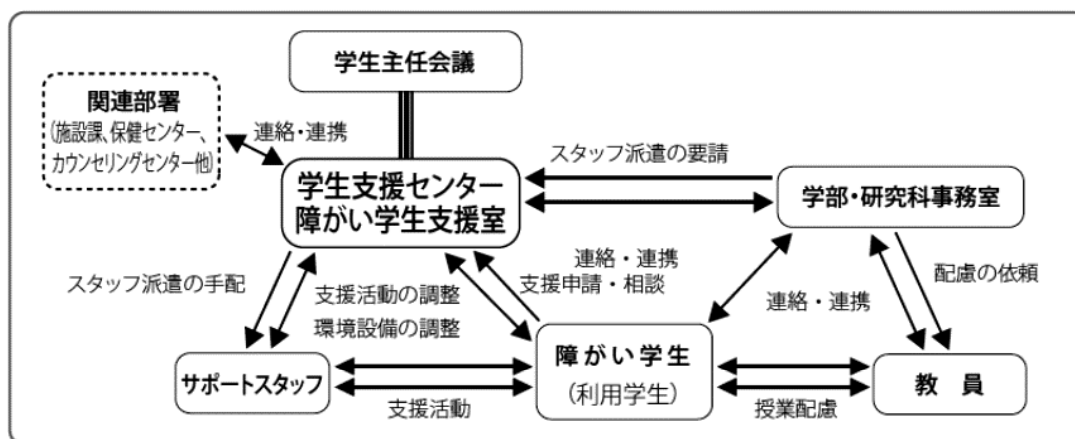 学生主任会議
関連部署
(施設課、保健センター、
カウンセリングセンター他)
連絡・連携
スタッフ派遣の要請
学生支援センター
障がい学生支援室
学部・研究科事務室
スタッフ派遣の手配
連絡・連携
支援申請・相談
配慮の依頼
支援活動の調整
環境設備の調整
連絡・連携
サポートスタッフ
障がい学生
(利用学生)
教 員
支援活動
授業配慮